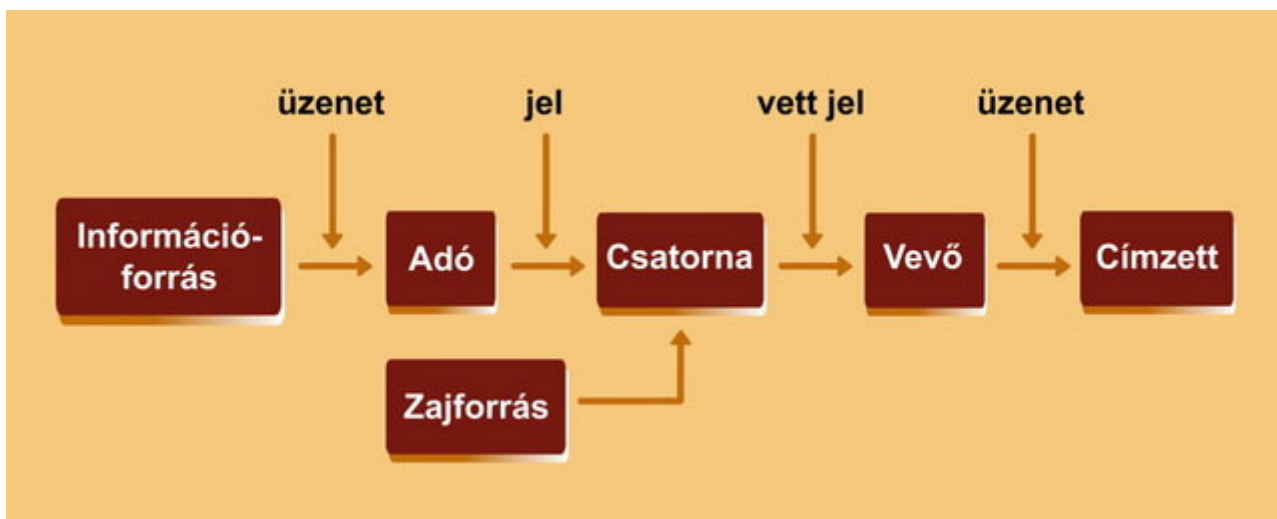 üzenet
jel
vett jel
üzenet
Információ-
forrás
Adó
Csatorna
Vevő
Címzett
Zajforrás